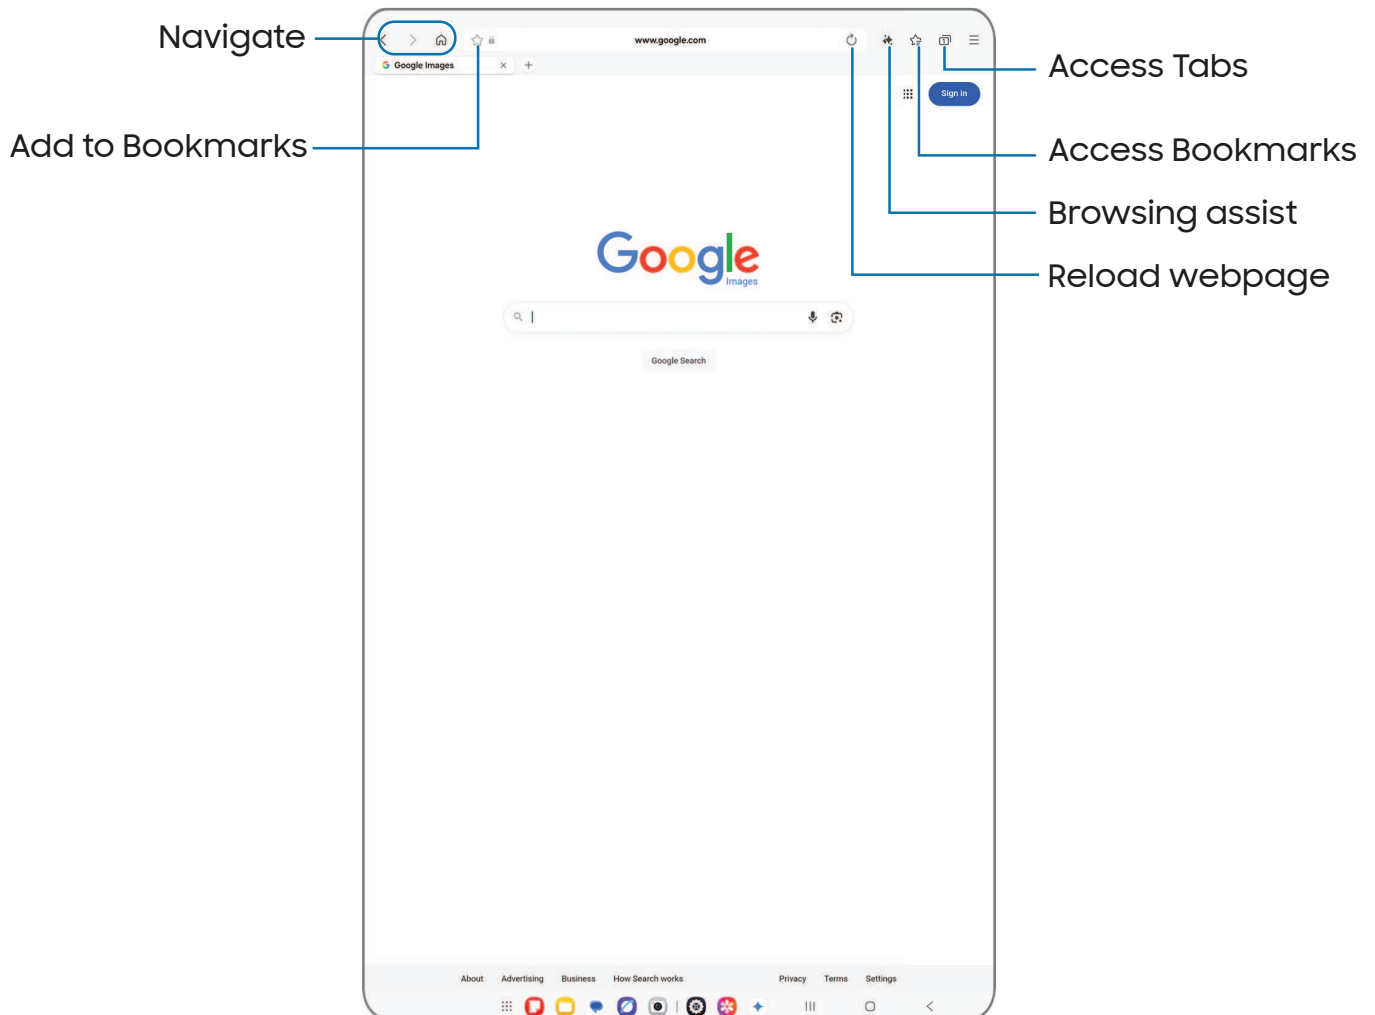 Navigate
www.google.com
Google Images
Access Tabs
Sign in
Add to Bookmarks
Access Bookmarks
Browsing assist
Google
Images
Reload webpage
Google Search
About Advertising Business How Search works Privacy Terms Settings